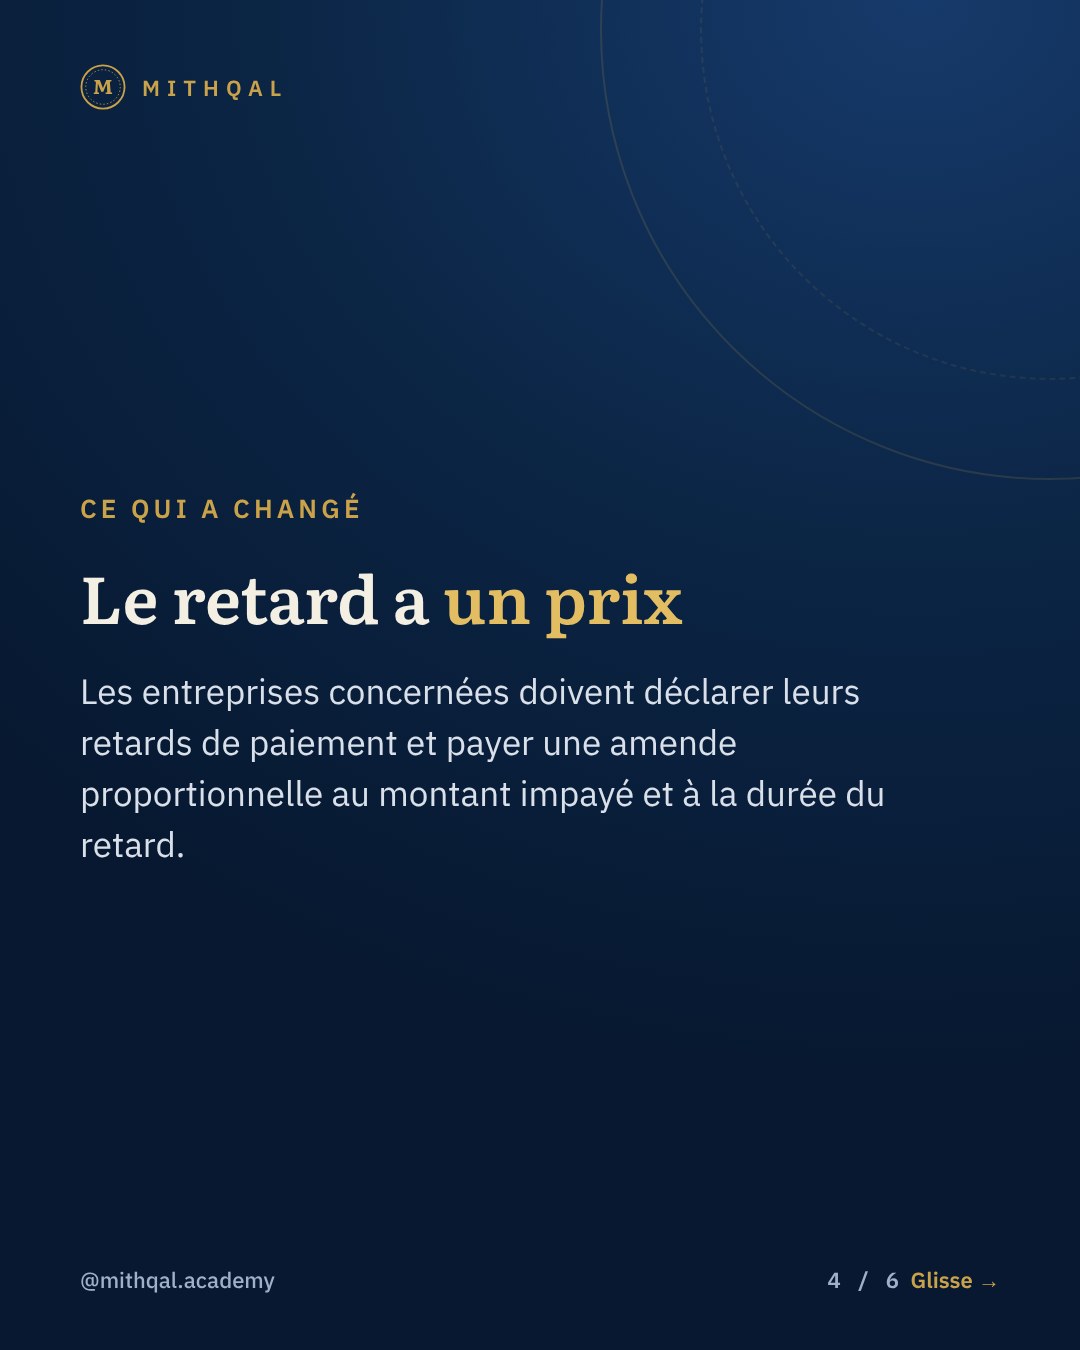 M MITHQAL
CE QUI A CHANGÉ
Le retard a un prix
Les entreprises concernées doivent déclarer leurs
retards de paiement et payer une amende
proportionnelle au montant impayé et à la durée du
retard.
@mithqal.academy
4 / 6 Glisse →